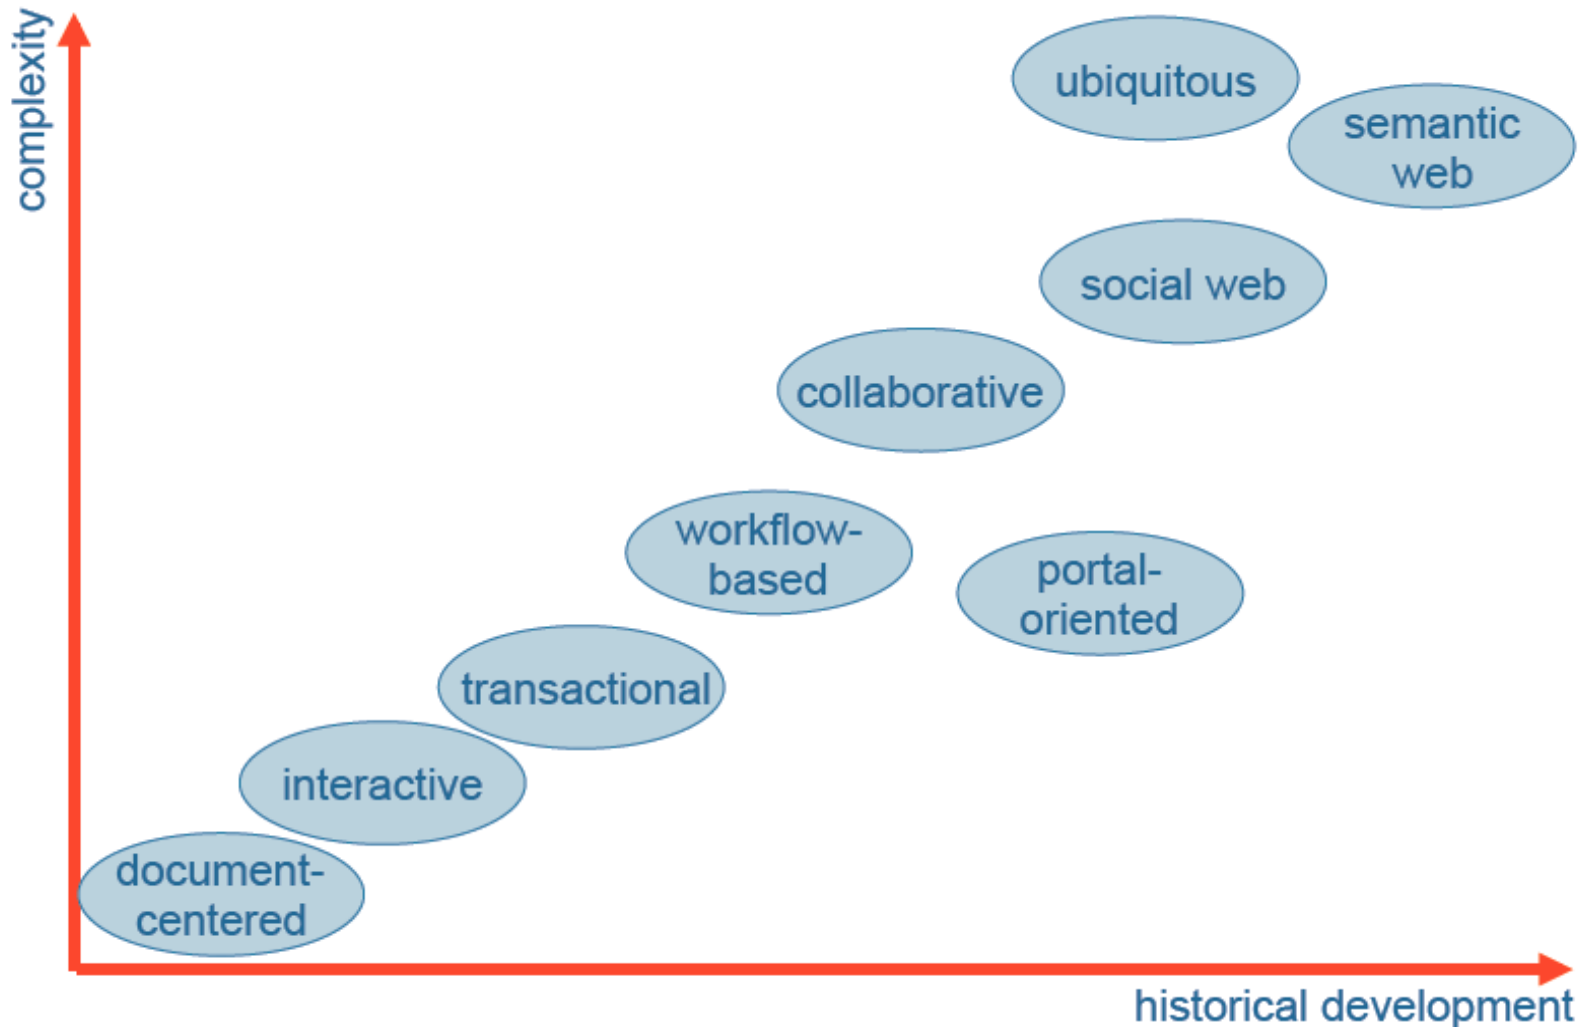 complexity
ubiquitous
semantic
web
social web
collaborative
workflow-
based
portal-
oriented
transactional
interactive
document-
centered
historical development